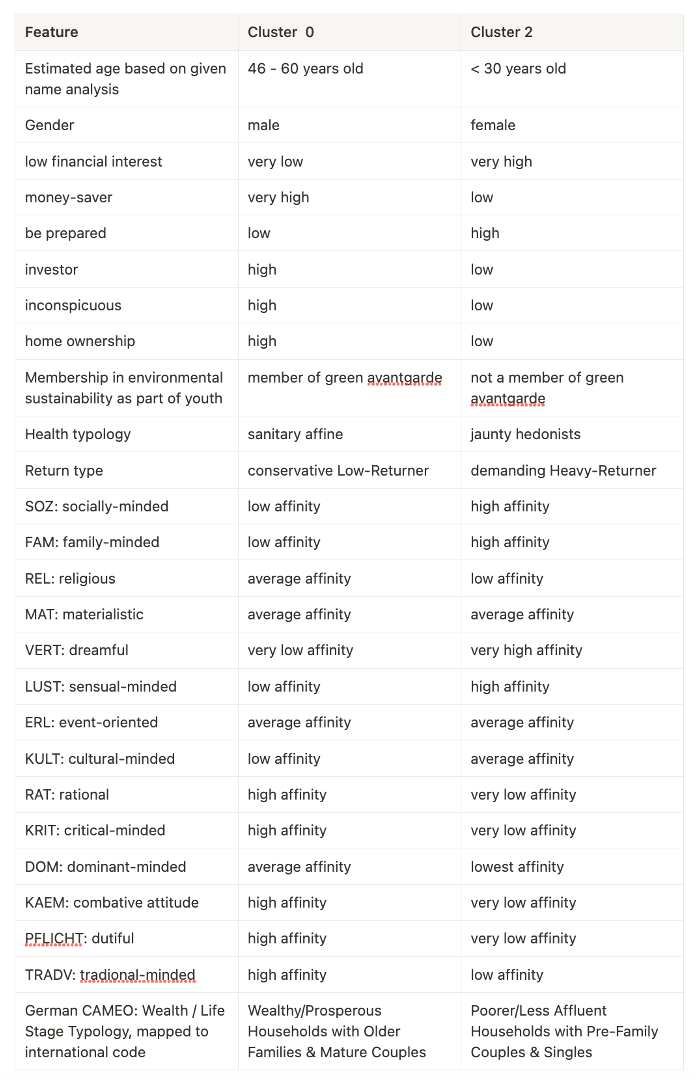 Feature Cluster  0 Cluster 2
Estimated age based on given 46 - 60 years old < 30 years old
name analysis
Gender male female
low financial interest very low very high
money-saver very high low
be prepared low high
investor high low
inconspicuous high low
home ownership high low
Membership in environmental member of green avantgarde not a member of green
sustainability as part of youth avantgarde
Health typology sanitary affine jaunty hedonists
Return type conservative Low-Returner demanding Heavy-Returner
SOZ: socially-minded low affinity high affinity
FAM: family-minded low affinity high affinity
REL: religious average affinity low affinity
MAT: materialistic average affinity average affinity
VERT: dreamful very low affinity very high affinity
LUST: sensual-minded low affinity high affinity
ERL: event-oriented average affinity average affinity
KULT: cultural-minded low affinity average affinity
RAT: rational high affinity very low affinity
KRIT: critical-minded high affinity very low affinity
DOM: dominant-minded average affinity lowest affinity
KAEM: combative attitude high affinity very low affinity
PFLICHT: dutiful high affinity very low affinity
TRADV: tradional-minded high affinity low affinity
German CAMEO: Wealth / Life Wealthy/Prosperous Poorer/Less Affluent
Stage Typology, mapped to Households with Older Households with Pre-Family
international code Families & Mature Couples Couples & Singles